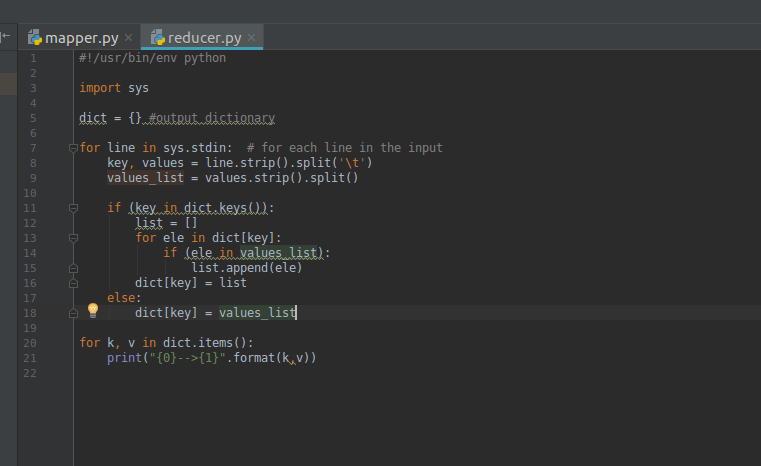 mapper.py × reducer.py ×
1 #!/usr/bin/env python
2
3 import sys
4
5 dict = {} #output dictionary
6
7 for line in sys.stdin:  # for each line in the input
8     key, values = line.strip().split('\t')
9     values_list = values.strip().split()
10
11     if (key in dict.keys()):
12         list = []
13         for ele in dict[key]:
14             if (ele in values_list):
15                 list.append(ele)
16         dict[key] = list
17     else:
18         dict[key] = values_list
19
20 for k, v in dict.items():
21     print("{0}-->{1}".format(k,v))
22